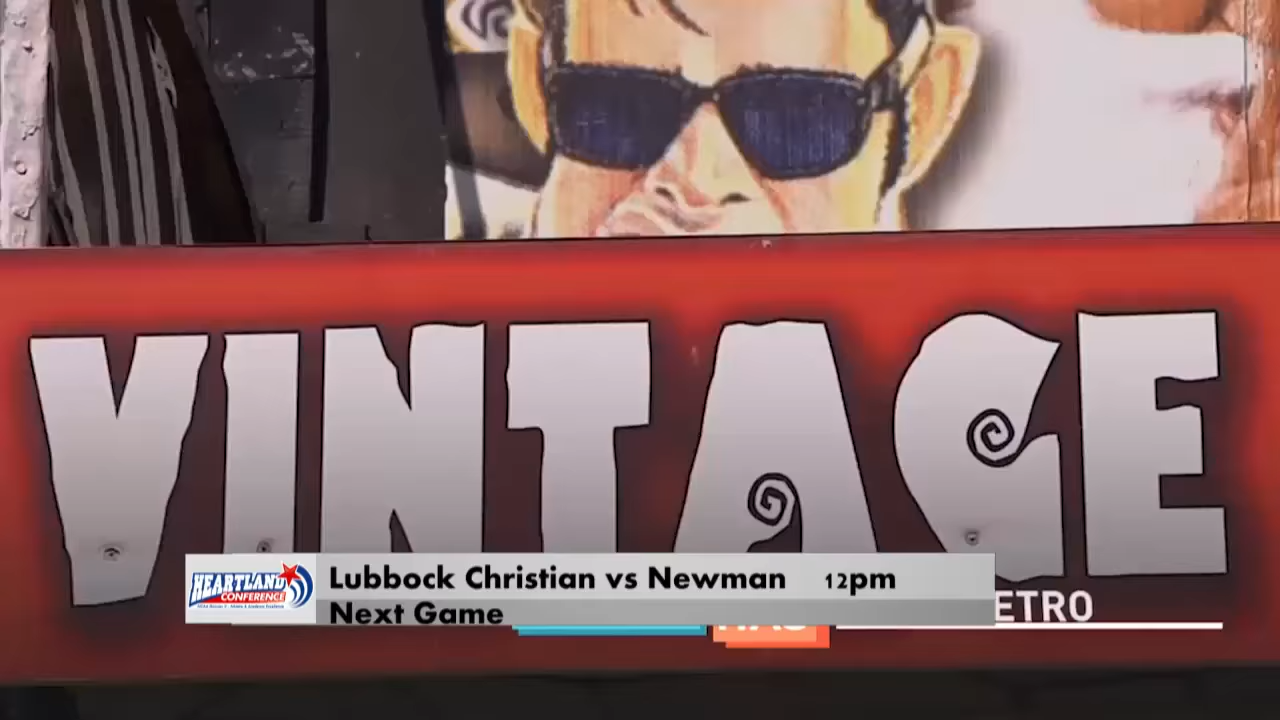 VINTAGE
HEARTLAND
CONFERENCE
Lubbock Christian vs Newman 12pm
Next Game
ETRO